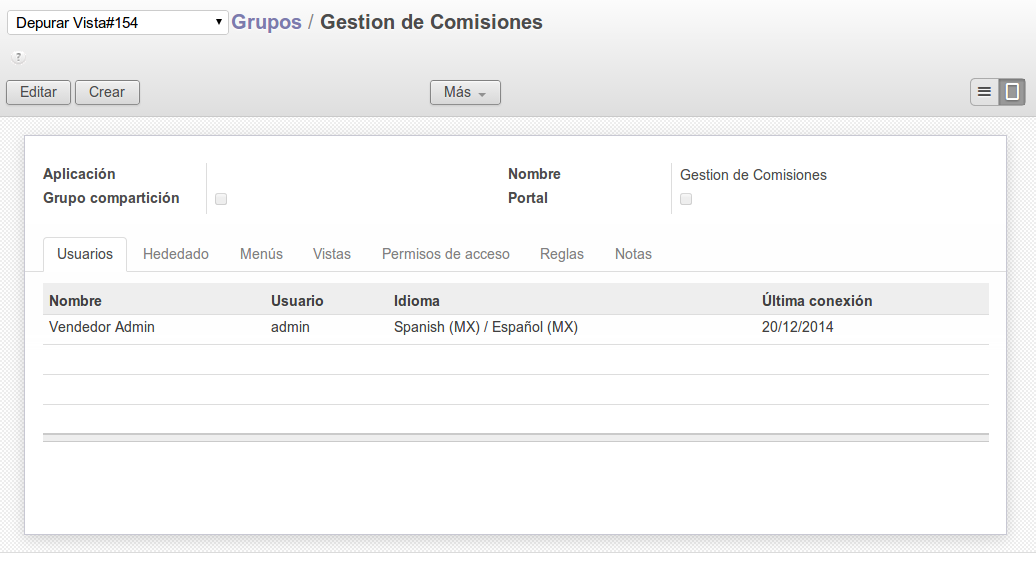 Depurar Vista#154 Grupos / Gestion de Comisiones
?
Editar Crear Más
Aplicación Nombre Gestion de Comisiones
Grupo compartición Portal
Usuarios Hededado Menús Vistas Permisos de acceso Reglas Notas
Nombre Usuario Idioma Última conexión
Vendedor Admin admin Spanish (MX) / Español (MX) 20/12/2014